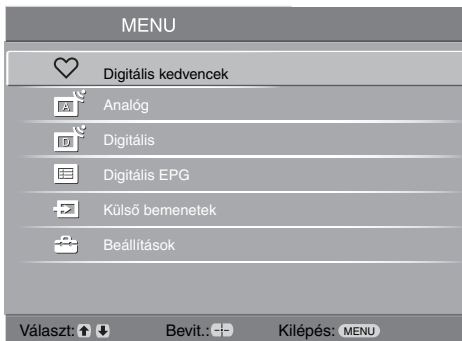 MENU
Digitális kedvencek
A Analóg
D Digitális
Digitális EPG
Külső bemenetek
Beállítások
Választ: Bevit.: Kilépés: MENU